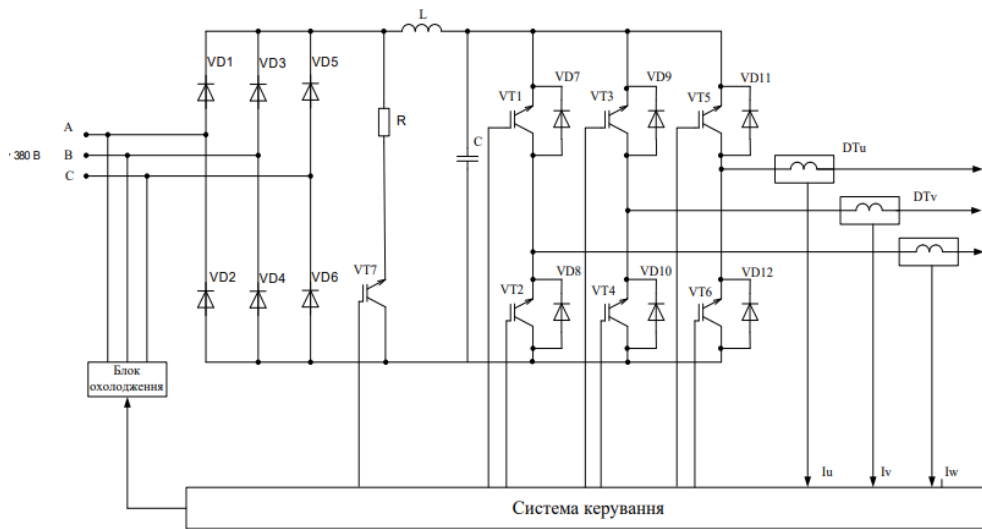 L
VD1
VD3
VD5
VD7
VD9
VD11
VT1
VT3
VT5
R
A
· 380 В
B
C
C
DTu
DTv
VD2
VD4
VD6
VT7
VD8
VD10
VD12
VT2
VT4
VT6
Блок
охолодження
Iu
Iv
Iw
Система керування